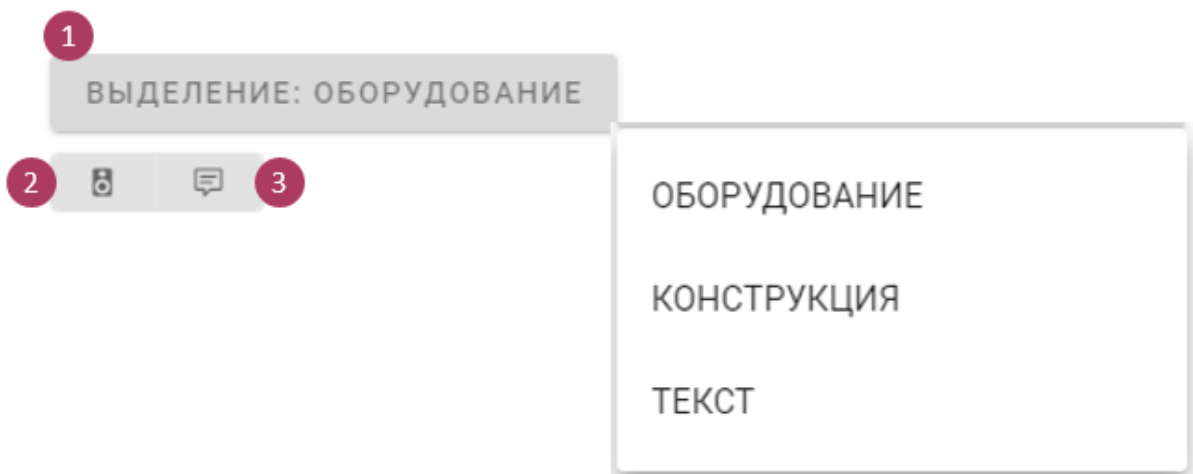 1
ВЫДЕЛЕНИЕ: ОБОРУДОВАНИЕ
2
3
ОБОРУДОВАНИЕ
КОНСТРУКЦИЯ
ТЕКСТ